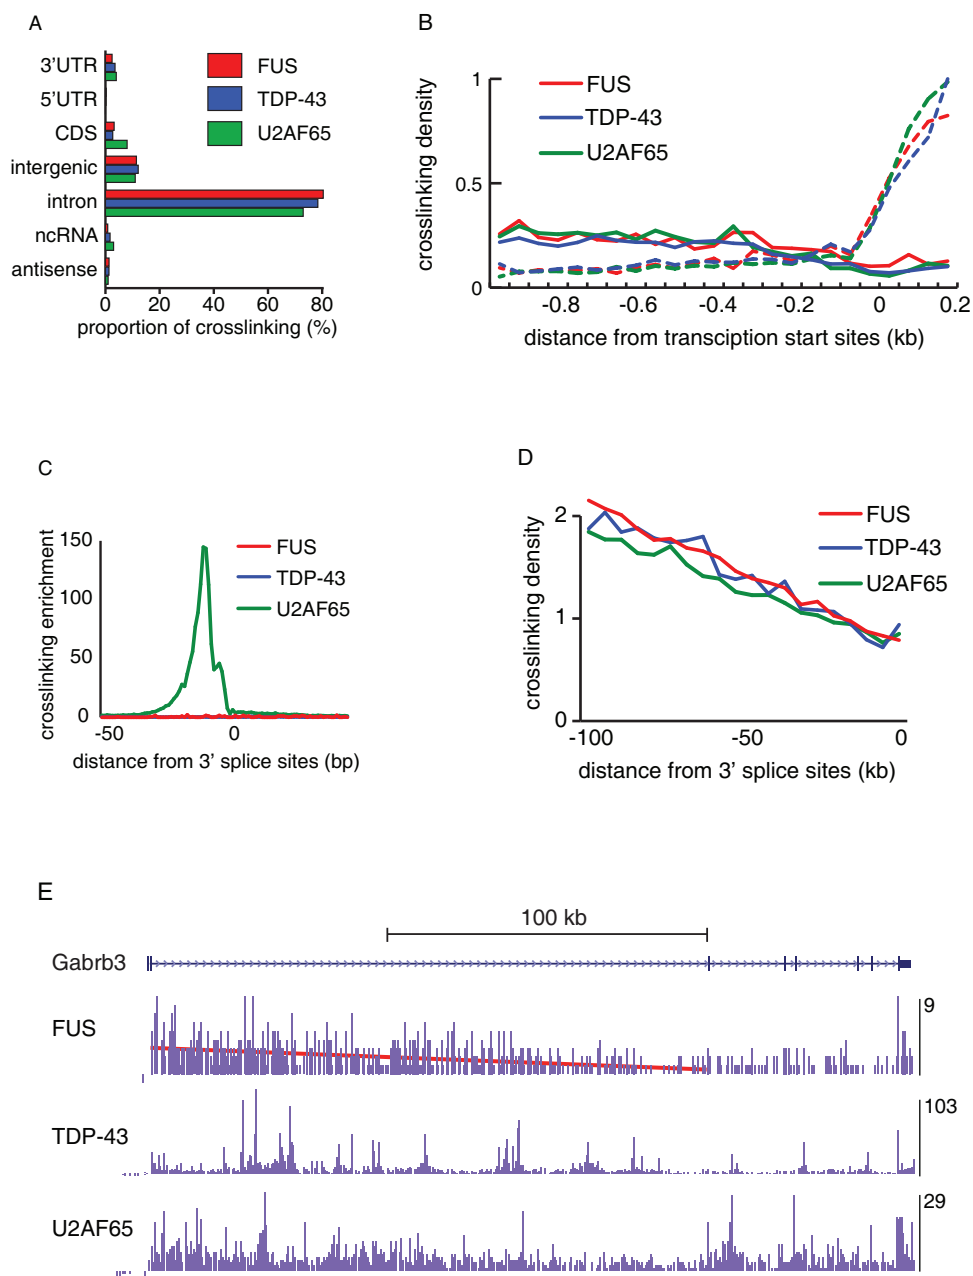 A
3'UTR
5'UTR
CDS
intergenic
intron
ncRNA
antisense
FUS
TDP-43
U2AF65
0 20 40 60 80
proportion of crosslinking (%)
B
crosslinking density
1
0.5
0
FUS
TDP-43
U2AF65
-0.8 -0.6 -0.4 -0.2 0 0.2
distance from transciption start sites (kb)
C
crosslinking enrichment
150
100
50
0
FUS
TDP-43
U2AF65
-50 0
distance from 3' splice sites (bp)
D
crosslinking density
2
1
0
FUS
TDP-43
U2AF65
-100 -50 0
distance from 3' splice sites (kb)
E
100 kb
Gabrb3
FUS
9
TDP-43
103
U2AF65
29